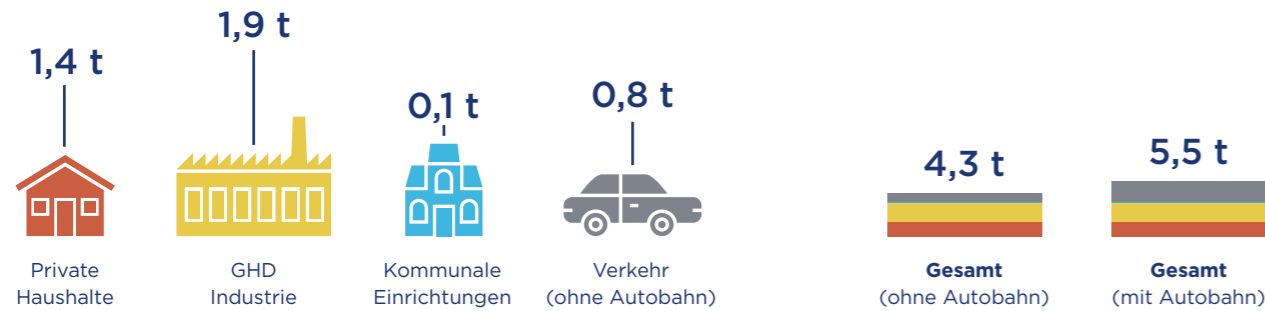 1,4 t
Private
Haushalte
1,9 t
GHD
Industrie
0,1 t
Kommunale
Einrichtungen
0,8 t
Verkehr
(ohne Autobahn)
4,3 t
Gesamt
(ohne Autobahn)
5,5 t
Gesamt
(mit Autobahn)